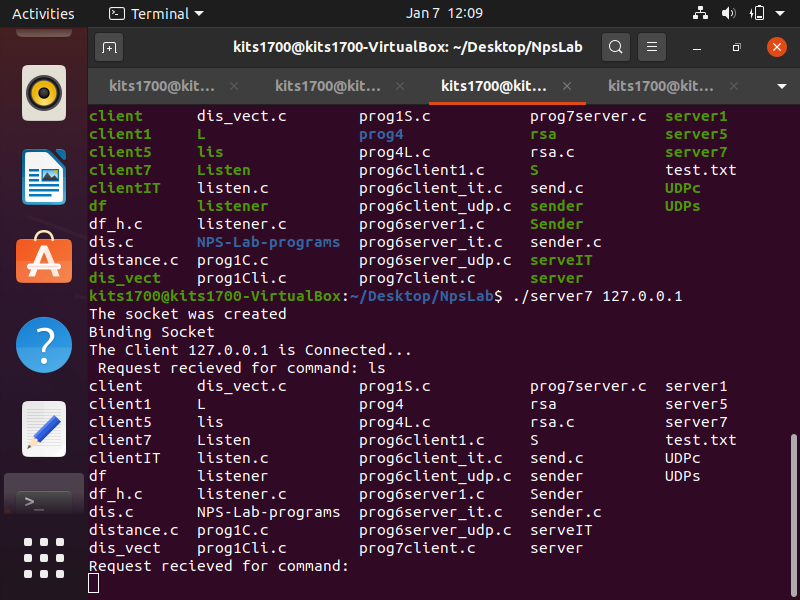 Activities Terminal Jan 7 12:09
kits1700@kits1700-VirtualBox: ~/Desktop/NpsLab
kits1700@kit... kits1700@kit... kits1700@kit... kits1700@kit...
client dis_vect.c prog1S.c prog7server.c server1
client1 L prog4 rsa server5
client5 lis prog4L.c rsa.c server7
client7 Listen prog6client1.c S test.txt
clientIT listen.c prog6client_it.c send.c UDPc
df listener prog6client_udp.c sender UDPs
df_h.c listener.c prog6server1.c Sender
dis.c NPS-Lab-programs prog6server_it.c sender.c
distance.c prog1C.c prog6server_udp.c serveIT
dis_vect prog1Cli.c prog7client.c server
kits1700@kits1700-VirtualBox:~/Desktop/NpsLab$ ./server7 127.0.0.1
The socket was created
Binding Socket
The Client 127.0.0.1 is Connected...
Request recieved for command: ls
client dis_vect.c prog1S.c prog7server.c server1
client1 L prog4 rsa server5
client5 lis prog4L.c rsa.c server7
client7 Listen prog6client1.c S test.txt
clientIT listen.c prog6client_it.c send.c UDPc
df listener prog6client_udp.c sender UDPs
df_h.c listener.c prog6server1.c Sender
dis.c NPS-Lab-programs prog6server_it.c sender.c
distance.c prog1C.c prog6server_udp.c serveIT
dis_vect prog1Cli.c prog7client.c server
Request recieved for command: